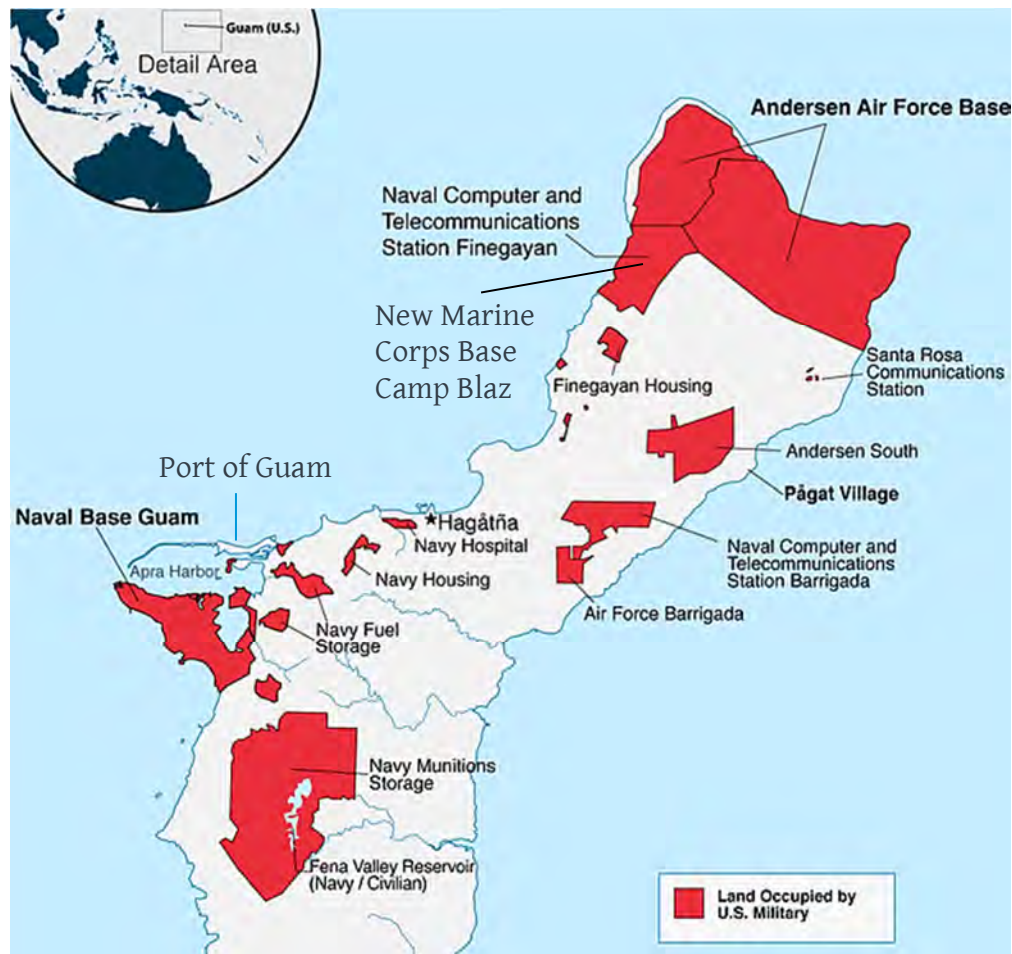 Guam (U.S.)
Detail Area
Andersen Air Force Base
Naval Computer and
Telecommunications
Station Finegayan
New Marine
Corps Base
Camp Blaz
Finegayan Housing
Santa Rosa
Communications
Station
Andersen South
Pågat Village
Port of Guam
Naval Base Guam
Hagåtña
Navy Hospital
Apra Harbor
Navy Housing
Naval Computer and
Telecommunications
Station Barrigada
Air Force Barrigada
Navy Fuel
Storage
Navy Munitions
Storage
Fena Valley Reservoir
(Navy / Civilian)
Land Occupied by
U.S. Military